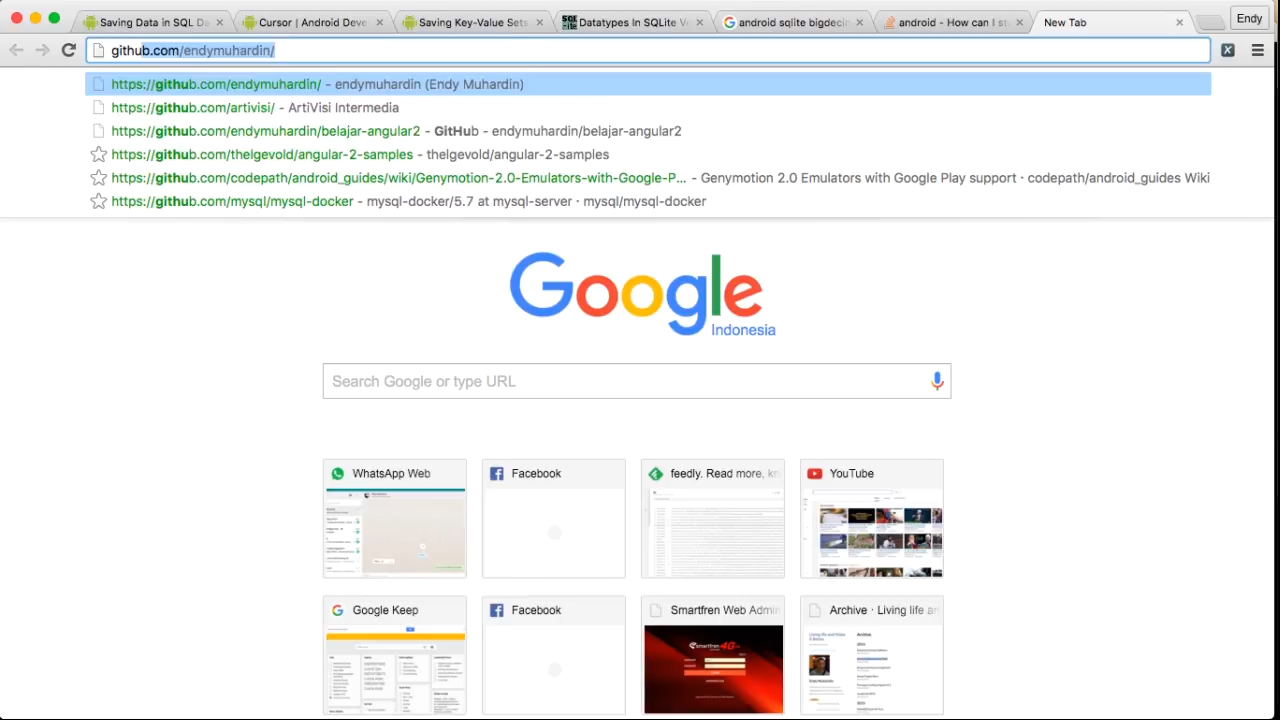 Saving Data in SQL Da
Cursor | Android Deve
Saving Key-Value Sets
Datatypes In SQLite Ve
android sqlite bigdecim
android - How can I st
New Tab
Endy
github.com/endymuhardin/
https://github.com/endymuhardin/ - endymuhardin (Endy Muhardin)
https://github.com/artivisi/ - ArtiVisi Intermedia
https://github.com/endymuhardin/belajar-angular2 - GitHub - endymuhardin/belajar-angular2
https://github.com/thelgevold/angular-2-samples - thelgevold/angular-2-samples
https://github.com/codepath/android_guides/wiki/Genymotion-2.0-Emulators-with-Google-P... - Genymotion 2.0 Emulators with Google Play support · codepath/android_guides Wiki
https://github.com/mysql/mysql-docker - mysql-docker/5.7 at mysql-server · mysql/mysql-docker
Google
Indonesia
Search Google or type URL
WhatsApp Web
Facebook
feedly. Read more, kn
YouTube
Google Keep
Facebook
Smartfren Web Admin
Archive · Living life an
smartfren 4G